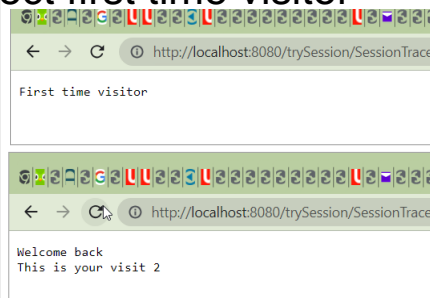 first time visitor
http://localhost:8080/trySession/SessionTrace
First time visitor
http://localhost:8080/trySession/SessionTrace
Welcome back
This is your visit 2